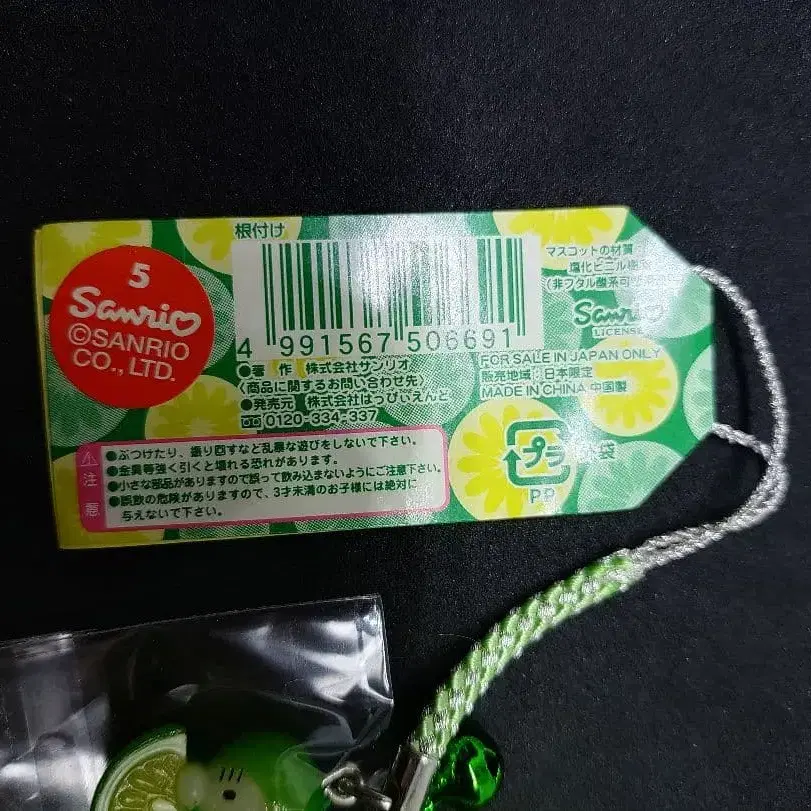 根付け
5
Sanrio
©SANRIO
CO., LTD.
4 991567 506691
マスコットの材質
塩化ビニル樹
(非フタル酸系可
Sanrio
LICENSE
●著 作 株式会社サンリオ
〈商品に関するお問い合わせ先〉
●発売元 株式会社はっぴぃえんど
0120-334-337
FOR SALE IN JAPAN ONLY
販売地域:日本限定
MADE IN CHINA 中国製
注意
●ぶつけたり、振り回すなど乱暴な遊びをしないで下さい。
●金具等強く引くと壊れる恐れがあります。
●小さな部品がありますので誤って飲み込まないようにご注意下さい。
●誤飲の危険がありますので、3才未満のお子様には絶対に
与えないで下さい。
プラ
袋
PP